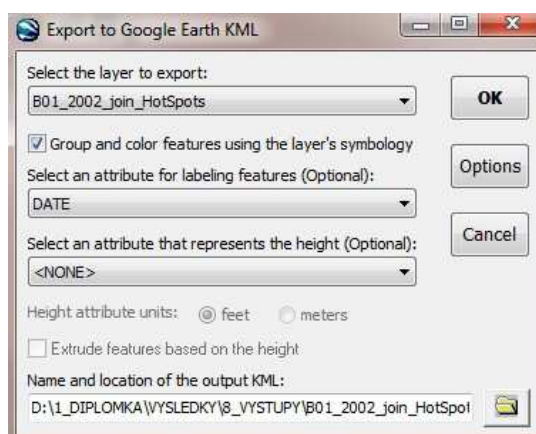 Export to Google Earth KML
Select the layer to export:
B01_2002_join_HotSpots
OK
Group and color features using the layer's symbology
Options
Select an attribute for labeling features (Optional):
DATE
Cancel
Select an attribute that represents the height (Optional):
<NONE>
Height attribute units: feet meters
Extrude features based on the height
Name and location of the output KML:
D:\1_DIPLOMKA\VYSLEDKY\8_VYSTUPY\B01_2002_join_HotSpot